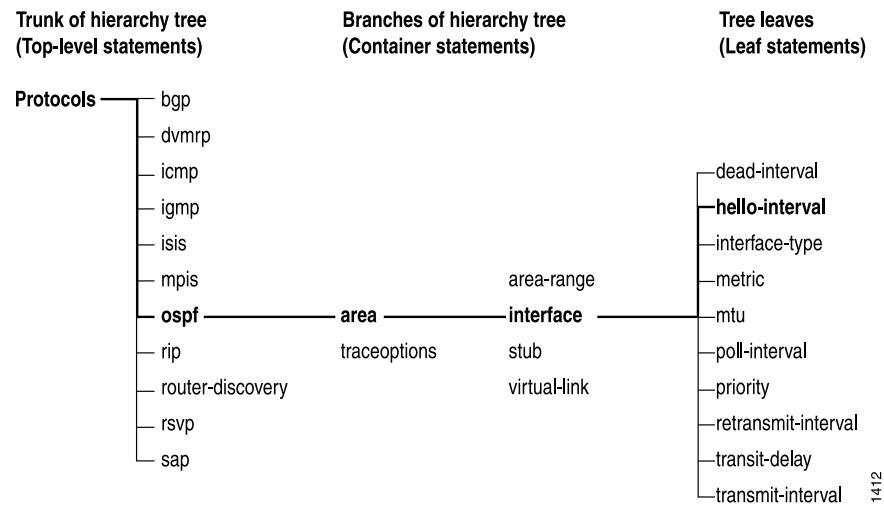 Trunk of hierarchy tree
(Top-level statements)
Branches of hierarchy tree
(Container statements)
Tree leaves
(Leaf statements)
Protocols
bgp
dvmrp
icmp
igmp
isis
mpis
ospf
rip
router-discovery
rsvp
sap
area
traceoptions
area-range
interface
stub
virtual-link
dead-interval
hello-interval
interface-type
metric
mtu
poll-interval
priority
retransmit-interval
transit-delay
transmit-interval
1412